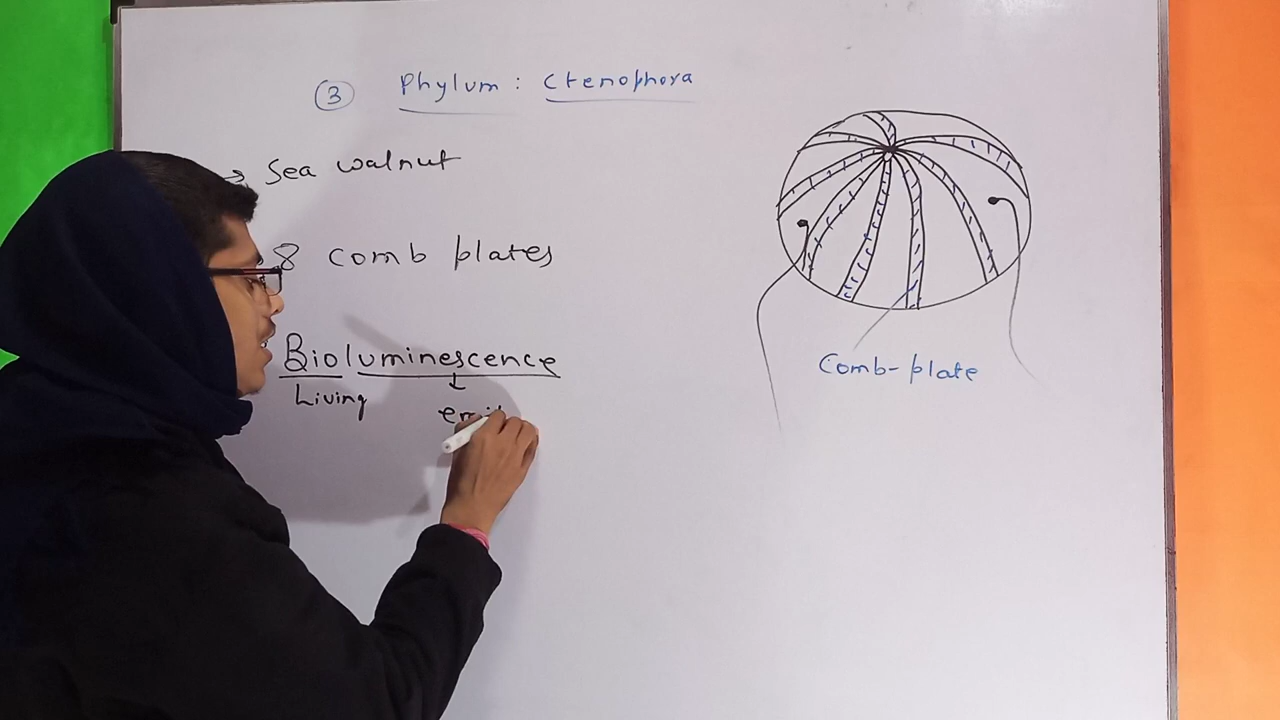 ③ Phylum : Ctenophora
→ Sea walnut
8 comb plates
Bioluminescence
Living
Comb-plate